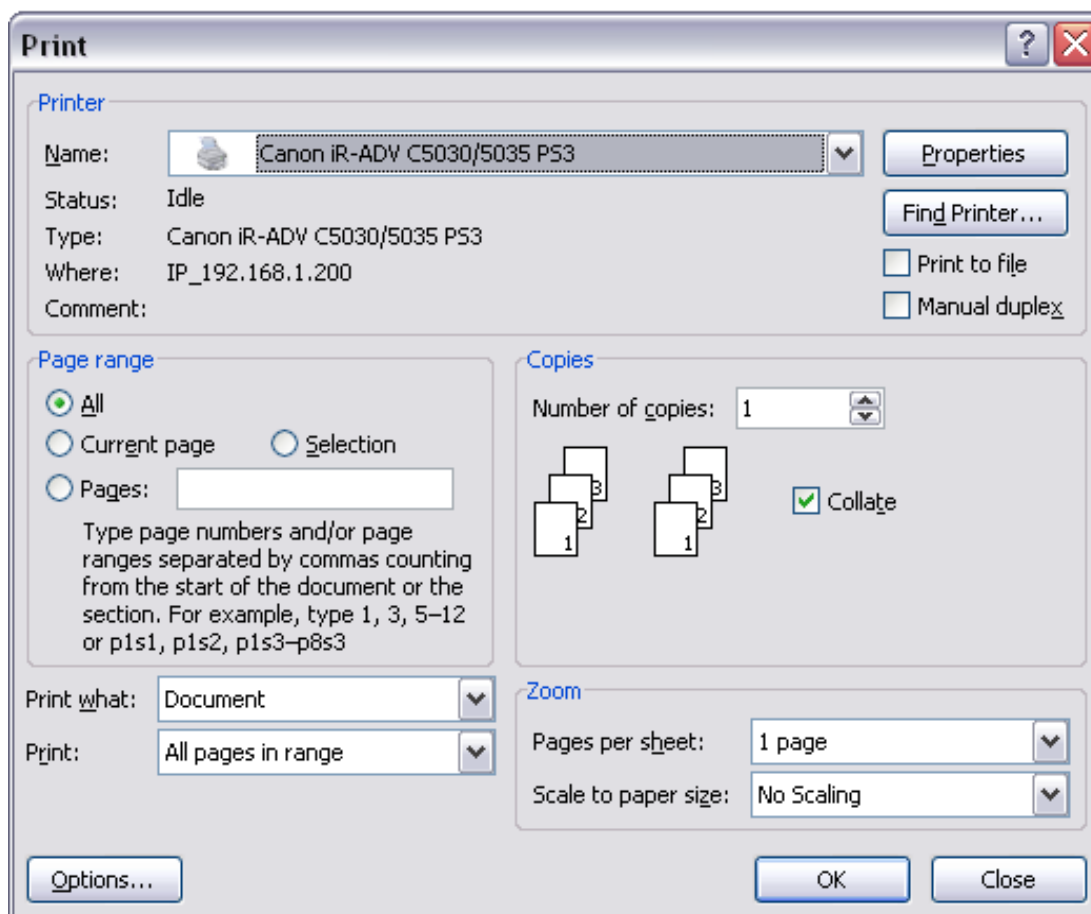 Print
Printer
Name: Canon iR-ADV C5030/5035 PS3 Properties
Status: Idle Find Printer...
Type: Canon iR-ADV C5030/5035 PS3
Where: IP_192.168.1.200 Print to file
Comment: Manual duplex
Page range
All
Current page Selection
Pages:
Type page numbers and/or page
ranges separated by commas counting
from the start of the document or the
section. For example, type 1, 3, 5–12
or p1s1, p1s2, p1s3–p8s3
Copies
Number of copies: 1
3 3
2 2 Collate
1 1
Print what: Document
Print: All pages in range
Zoom
Pages per sheet: 1 page
Scale to paper size: No Scaling
Options... OK Close